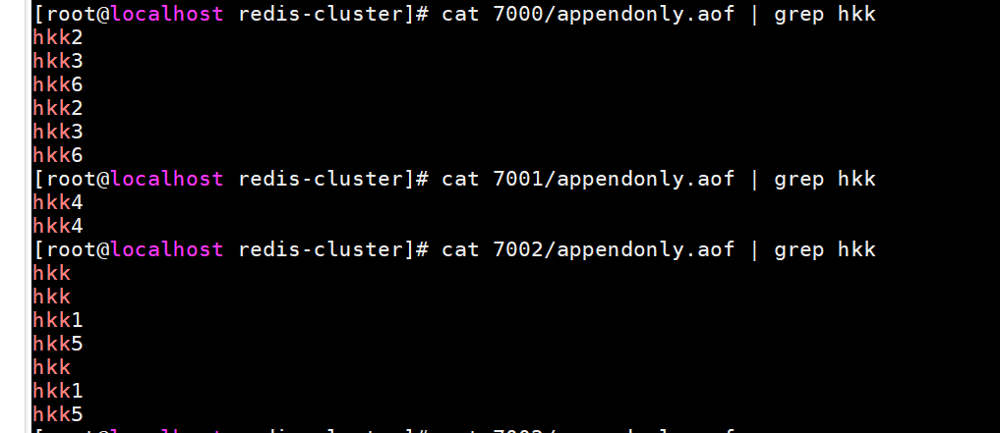 [root@localhost redis-cluster]# cat 7000/appendonly.aof | grep hkk
hkk2
hkk3
hkk6
hkk2
hkk3
hkk6
[root@localhost redis-cluster]# cat 7001/appendonly.aof | grep hkk
hkk4
hkk4
[root@localhost redis-cluster]# cat 7002/appendonly.aof | grep hkk
hkk
hkk
hkk1
hkk5
hkk
hkk1
hkk5